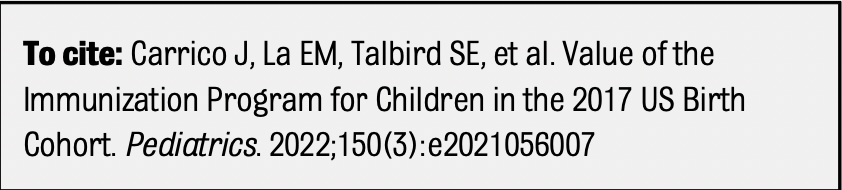 To cite: Carrico J, La EM, Talbird SE, et al. Value of the
Immunization Program for Children in the 2017 US Birth
Cohort. Pediatrics. 2022;150(3):e2021056007